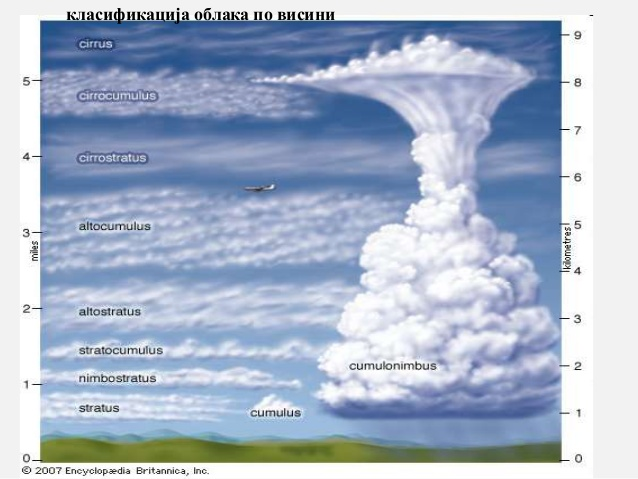 класификација облака по висини
cirrus
cirrocumulus
cirrostratus
altocumulus
altostratus
stratocumulus
nimbostratus
stratus
cumulus
cumulonimbus
5
4
3
2
1
0
miles
9
8
7
6
5
4
3
2
1
0
kilometres
© 2007 Encyclopædia Britannica, Inc.